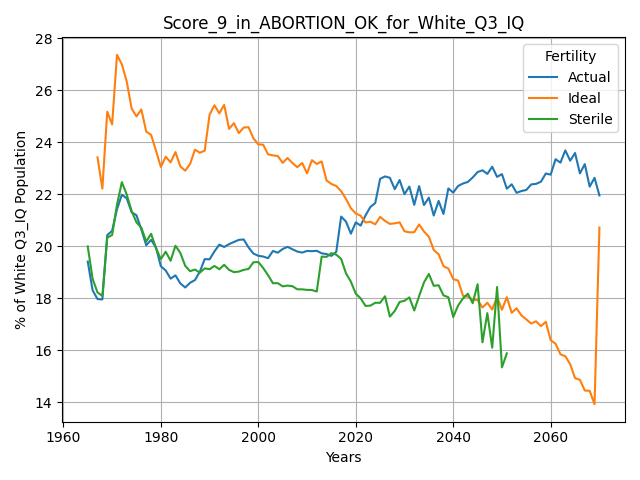 Score_9_in_ABORTION_OK_for_White_Q3_IQ
% of White Q3_IQ Population
28
26
24
22
20
18
16
14
Fertility
Actual
Ideal
Sterile
1960 1980 2000 2020 2040 2060
Years